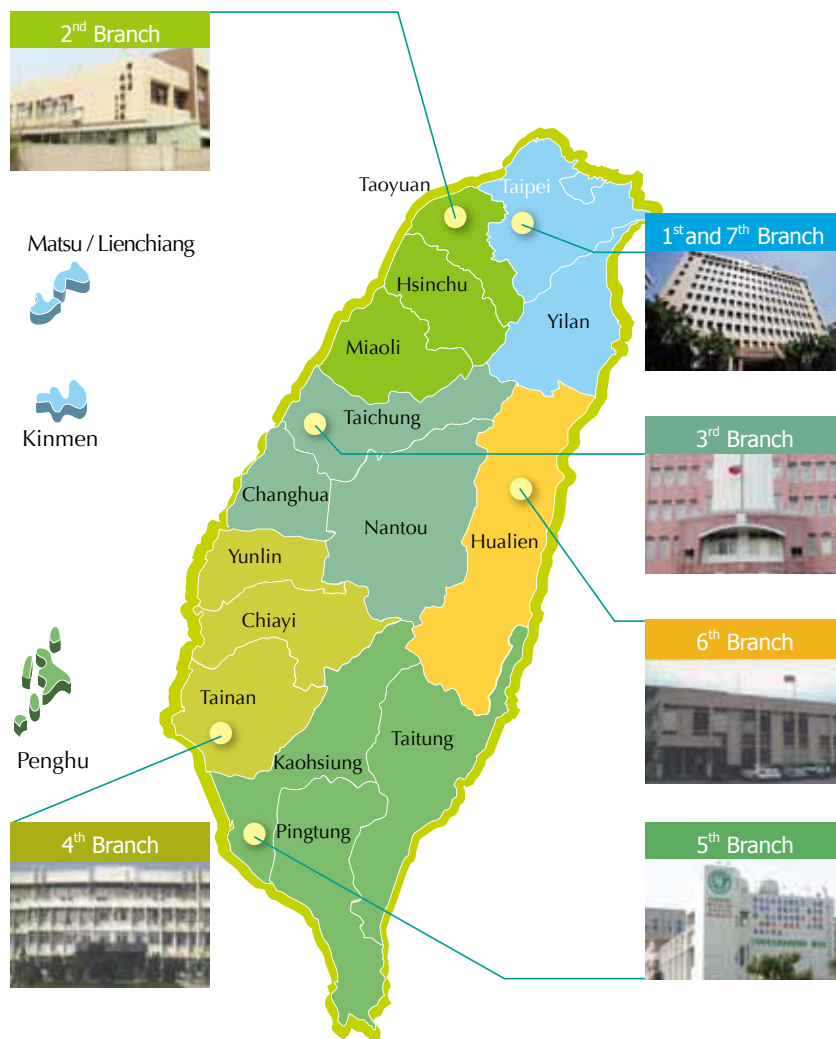 2nd Branch
Taoyuan
Taipei
Matsu / Lienchiang
1st and 7th Branch
Hsinchu
Yilan
Miaoli
Kinmen
Taichung
3rd Branch
Changhua
Nantou
Hualien
Yunlin
Chiayi
6th Branch
Tainan
Taitung
Penghu
Kaohsiung
Pingtung
4th Branch
5th Branch